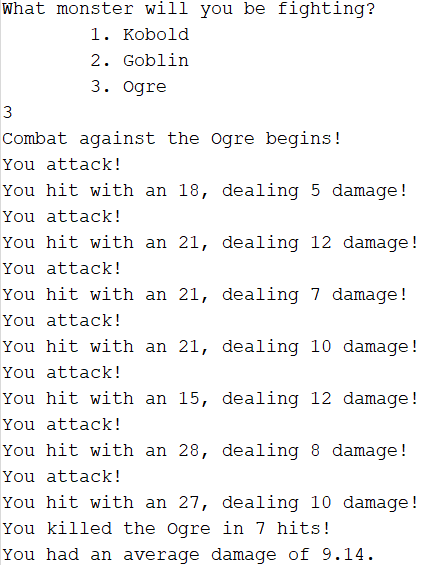 What monster will you be fighting?
1. Kobold
2. Goblin
3. Ogre
3
Combat against the Ogre begins!
You attack!
You hit with an 18, dealing 5 damage!
You attack!
You hit with an 21, dealing 12 damage!
You attack!
You hit with an 21, dealing 7 damage!
You attack!
You hit with an 21, dealing 10 damage!
You attack!
You hit with an 15, dealing 12 damage!
You attack!
You hit with an 28, dealing 8 damage!
You attack!
You hit with an 27, dealing 10 damage!
You killed the Ogre in 7 hits!
You had an average damage of 9.14.